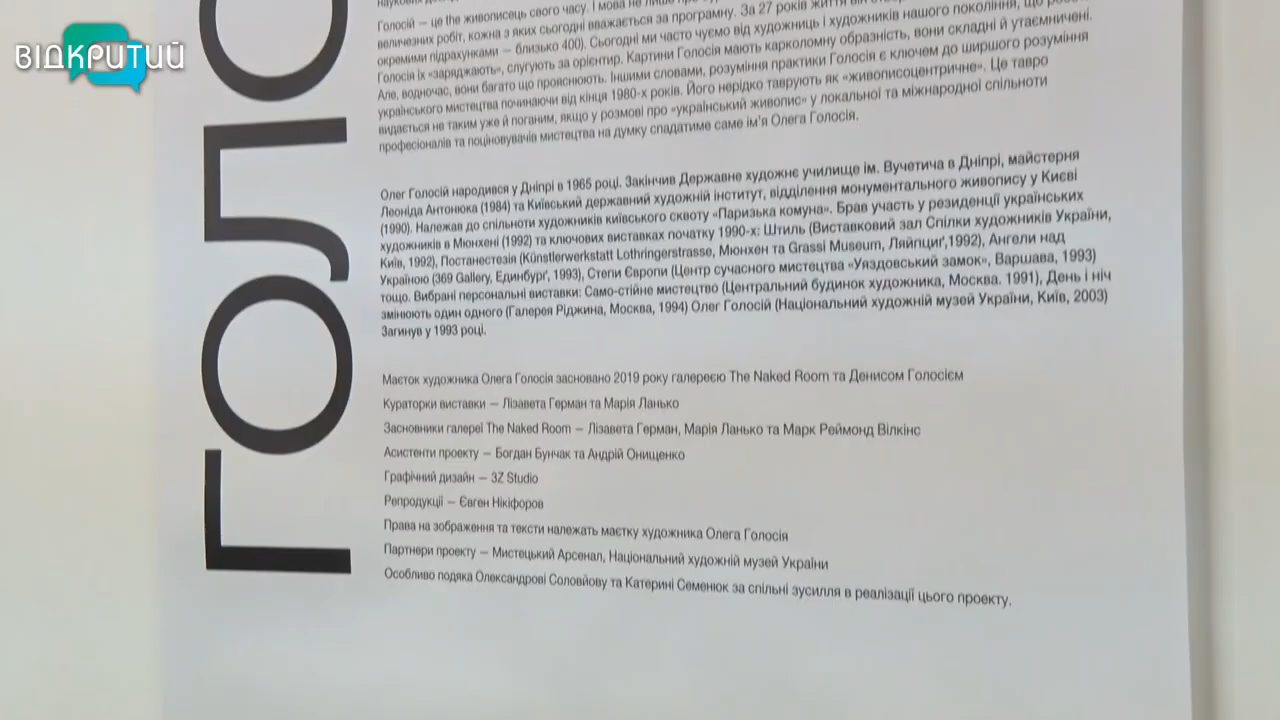 ВІДКРИТИЙ
ГОЛО
Голосій – це the живописець свого часу. І мова не лише про
величезних робіт, кожна з яких сьогодні вважається за програмну. За 27 років життя він
окремими підрахунками – близько 400). Сьогодні ми часто чуємо від художниць і художників нашого покоління, що
Голосія їх «заряджають», слугують за орієнтир. Картини Голосія мають карколомну образність, вони складні й утаємничені.
Але, водночас, вони багато що прояснюють. Іншими словами, розуміння практики Голосія є ключем до ширшого розуміння
українського мистецтва починаючи від кінця 1980-х років. Його нерідко таврують як «живописоцентричне». Це тавро
видається не таким уже й поганим, якщо у розмові про «український живопис» у локальної та міжнародної спільноти
професіоналів та поціновувачів мистецтва на думку спадатиме саме ім'я Олега Голосія.
Олег Голосій народився у Дніпрі в 1965 році. Закінчив Державне художнє училище ім. Вучетича в Дніпрі, майстерня
Леоніда Антонюка (1984) та Київський державний художній інститут, відділення монументального живопису у Києві
(1990). Належав до спільноти художників київського сквоту «Паризька комуна». Брав участь у резиденції українських
художників в Мюнхені (1992) та ключових виставках початку 1990-х: Штиль (Виставковий зал Спілки художників України,
Київ, 1992), Постанестезія (Künstlerwerkstatt Lothringerstrasse, Мюнхен та Grassi Museum, Ляйпциґ,1992), Ангели над
Україною (369 Gallery, Единбурґ, 1993), Степи Європи (Центр сучасного мистецтва «Уяздовський замок», Варшава, 1993)
тощо. Вибрані персональні виставки: Само-стійне мистецтво (Центральний будинок художника, Москва. 1991), День і ніч
змінюють один одного (Галерея Ріджина, Москва, 1994) Олег Голосій (Національний художній музей України, Київ, 2003)
Загинув у 1993 році.
Маєток художника Олега Голосія засновано 2019 року галереєю The Naked Room та Денисом Голосієм
Кураторки виставки – Лізавета Герман та Марія Ланько
Засновники галереї The Naked Room – Лізавета Герман, Марія Ланько та Марк Реймонд Вілкінс
Асистенти проекту – Богдан Бунчак та Андрій Онищенко
Графічний дизайн – 3Z Studio
Репродукції – Євген Нікіфоров
Права на зображення та тексти належать маєтку художника Олега Голосія
Партнери проекту – Мистецький Арсенал, Національний художній музей України
Особливо подяка Олександрові Соловйову та Катерині Семенюк за спільні зусилля в реалізації цього проекту.